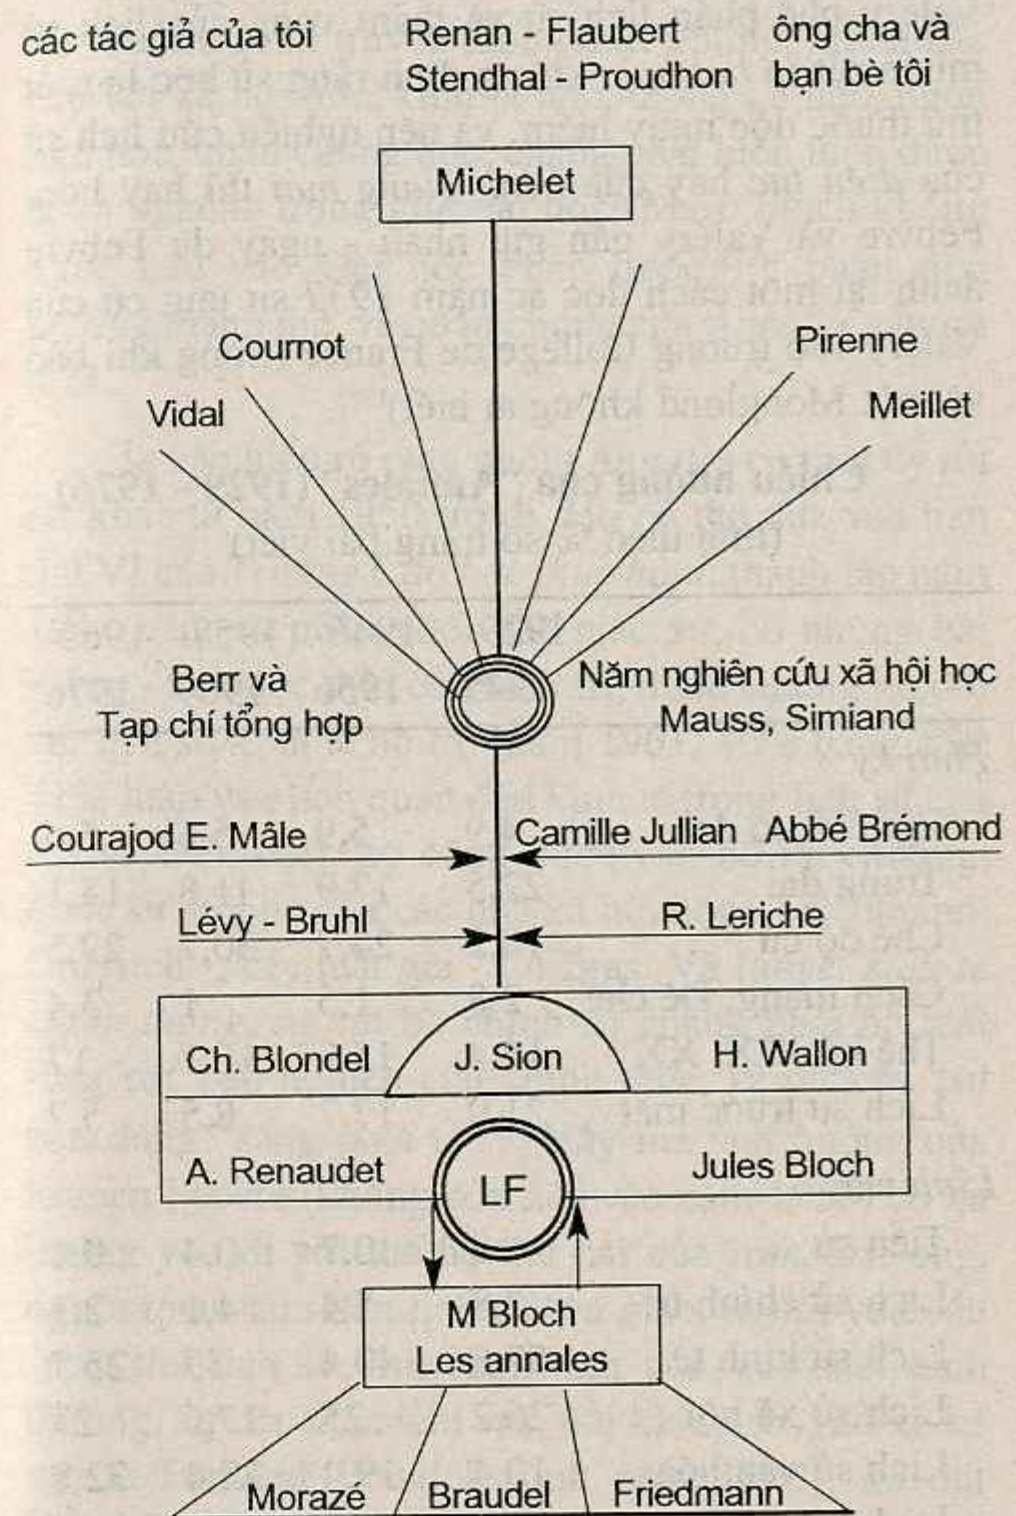 các tác giả của tôi
Renan - Flaubert
Stendhal - Proudhon
ông cha và
bạn bè tôi
Michelet
Cournot
Pirenne
Vidal
Meillet
Berr và
Tạp chí tổng hợp
Năm nghiên cứu xã hội học
Mauss, Simiand
Courajod E. Mâle
Camille Jullian Abbé Brémond
Lévy - Bruhl
R. Leriche
Ch. Blondel
J. Sion
H. Wallon
A. Renaudet
LF
Jules Bloch
M Bloch
Les annales
Morazé
Braudel
Friedmann